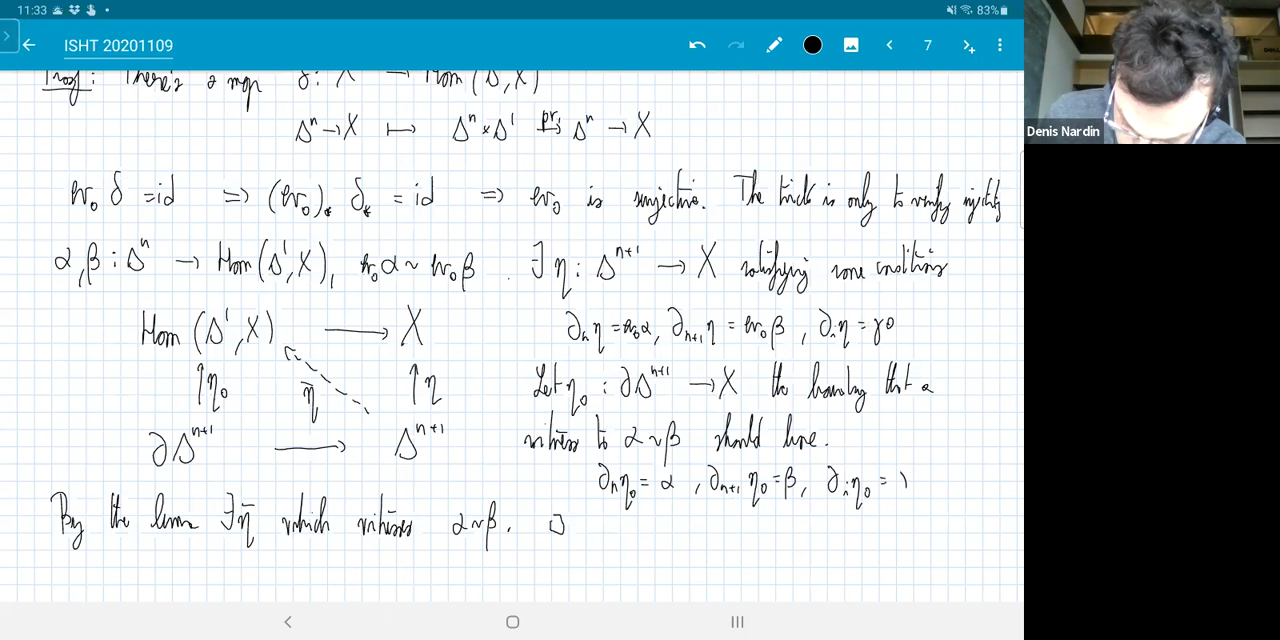 11:33 83%
ISHT 20201109 7
Denis Nardin
Proof: There's a map δ: X → Hom(Δ¹, X)
Δⁿ → X ↦ Δⁿ × Δ¹ → Δⁿ → X
ev₀ δ = id ⇒ (ev₀)_* δ_* = id ⇒ ev₀ is surjective. The trick is only to verify injectivity
α, β : Δⁿ → Hom(Δ¹, X), ev₀α ~ ev₀β . ∃ η : Δⁿ⁺¹ → X satisfying some conditions
Hom(Δ¹, X) → X
∂ₙη = ev₀α, ∂ₙ₊₁η = ev₀β, ∂ᵢη = γ₀
↑η₀ η̄ ↑η
Let η₀ : ∂Δⁿ⁺¹ → X the boundary that a
∂Δⁿ⁺¹ → Δⁿ⁺¹
witness to α ~ β should have.
∂ₙη₀ = α, ∂ₙ₊₁η₀ = β, ∂ᵢη₀ =
By the lemma ∃ η̄ which witnesses α ~ β. □